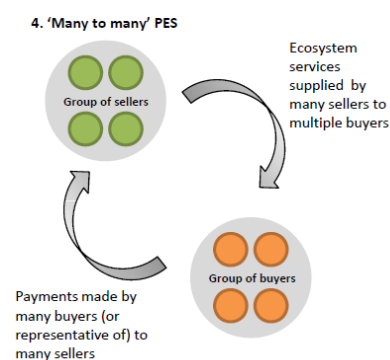 4. ‘Many to many’ PES
Ecosystem
services
supplied by
many sellers to
multiple buyers
Group of sellers
Group of buyers
Payments made by
many buyers (or
representative of) to
many sellers